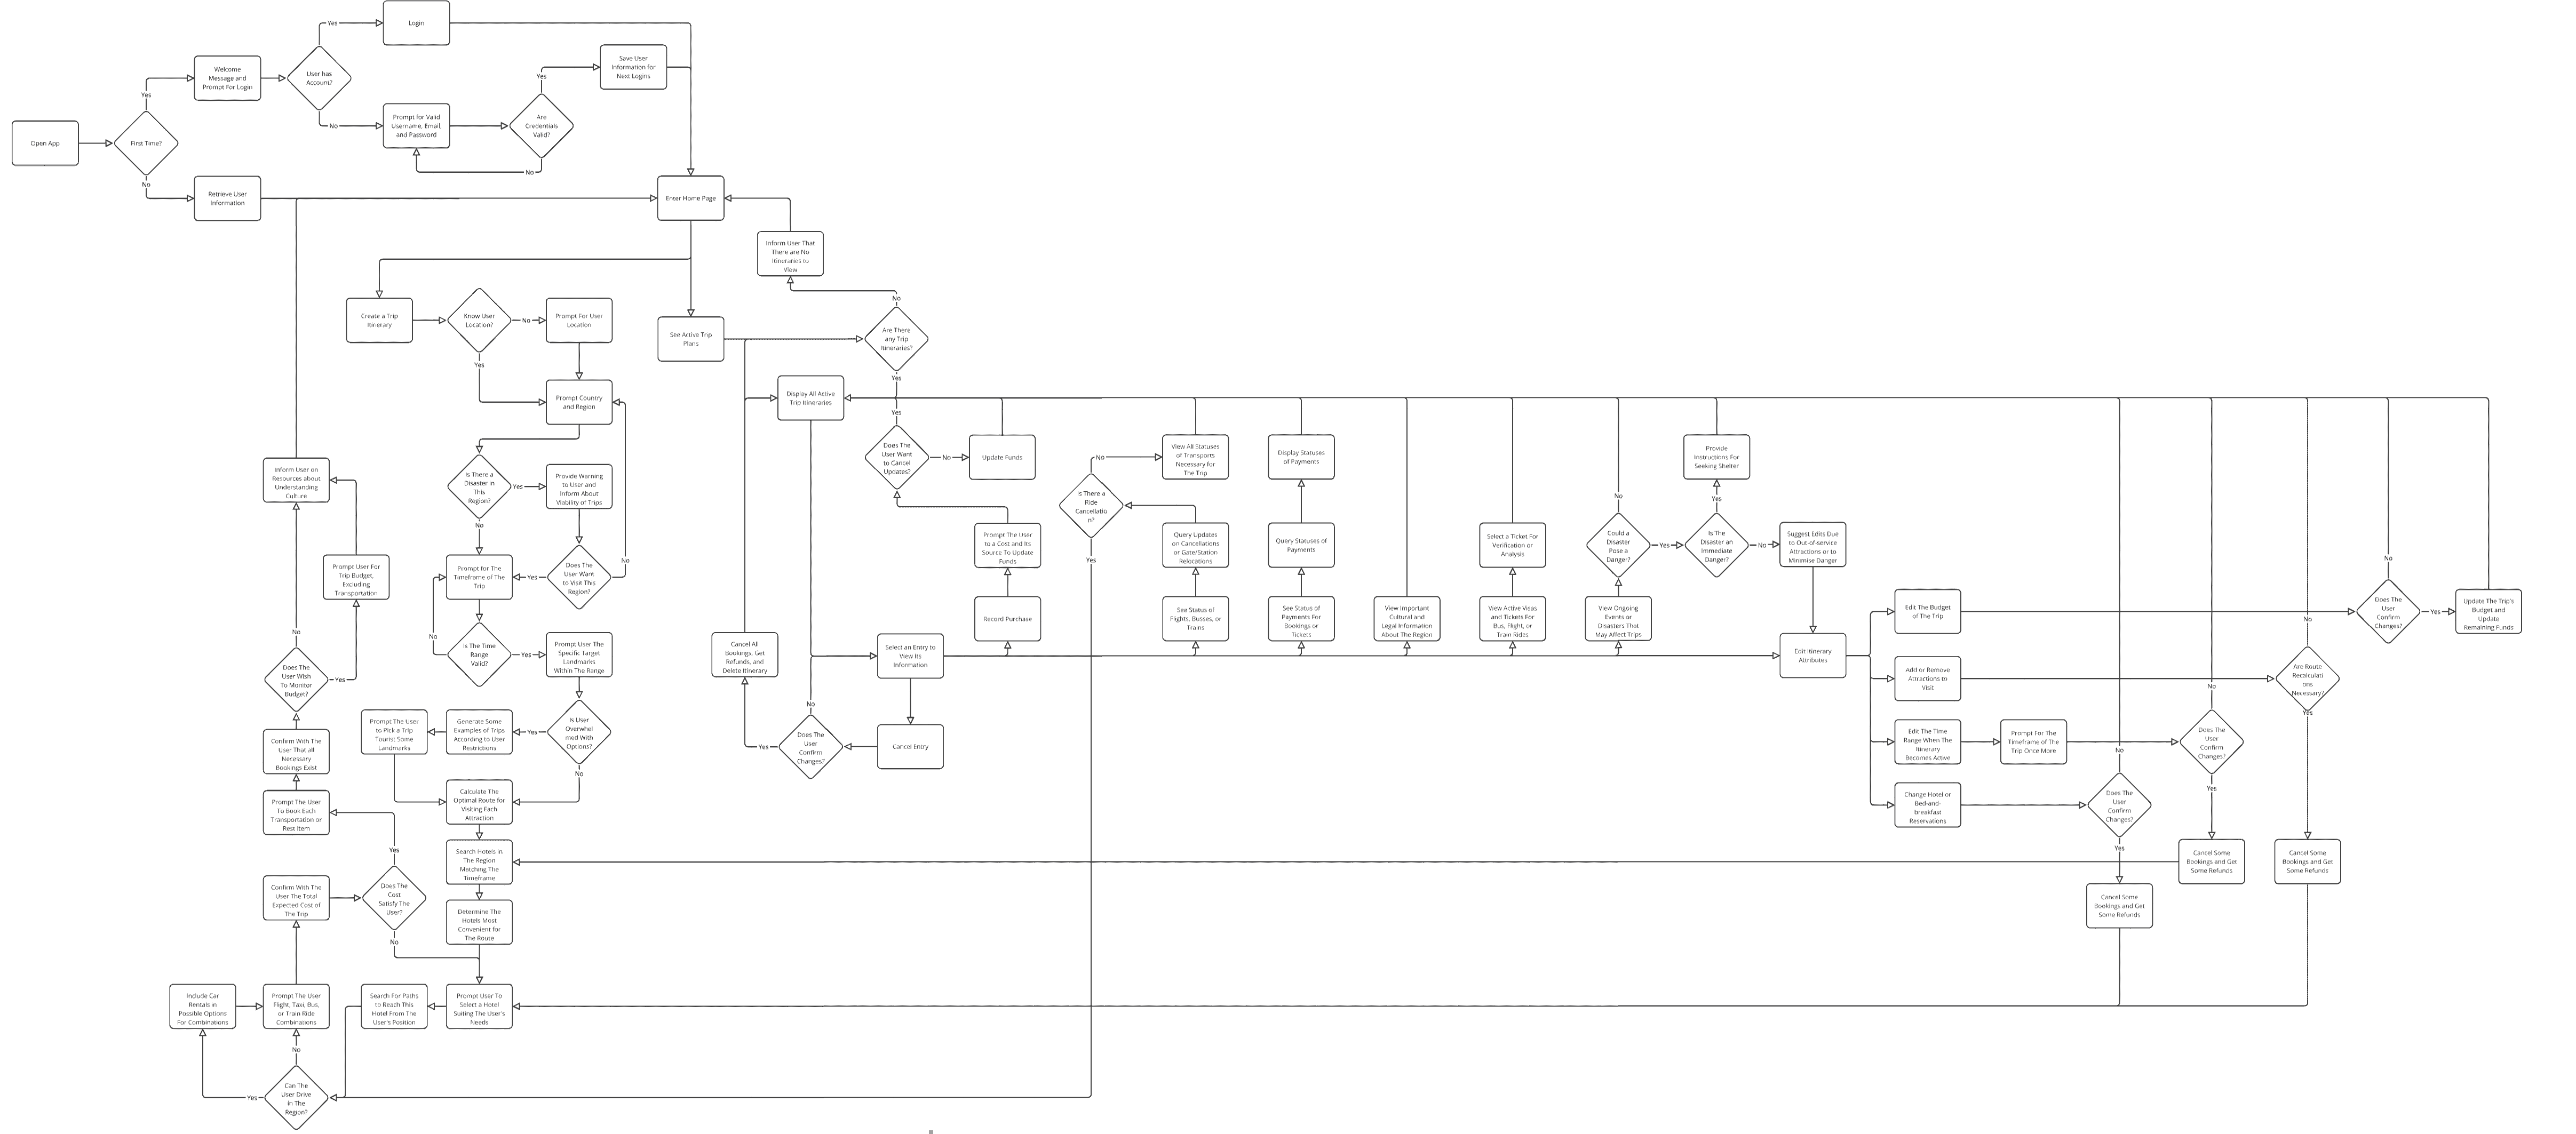 Login
Yes
Save User
Information for
Next Logins
Welcome
Message and
Prompt For Login
User has
Account?
Yes
Yes
Prompt for Valid
Username, Email,
and Password
Are
Credentials
Valid?
No
Open App
First Time?
No
No
Retrieve User
Information
Enter Home Page
Inform User That
There are No
Itineraries to
View
No
Create a Trip
Itinerary
Know User
Location?
No
Prompt For User
Location
See Active Trip
Plans
Are There
any Trip
Itineraries?
Yes
Yes
Display All Active
Trip Itineraries
Prompt Country
and Region
Yes
Does The
User Want
to Cancel
Updates?
No
Update Funds
No
View All Statuses
of Transports
Necessary for
The Trip
Display Statuses
of Payments
Provide
Instructions For
Seeking Shelter
Inform User on
Resources about
Understanding
Culture
Is There a
Disaster in
This
Region?
Yes
Provide Warning
to User and
Inform About
Viability of Trips
Is There a
Ride
Cancellatio
n?
No
Yes
No
Prompt The User
to a Cost and Its
Source To Update
Funds
Query Updates
on Cancellations
or Gate/Station
Relocations
Query Statuses of
Payments
Select a Ticket For
Verification or
Analysis
Could a
Disaster
Pose a
Danger?
Yes
Is The
Disaster an
Immediate
Danger?
No
Suggest Edits Due
to Out-of-service
Attractions or to
Minimise Danger
No
No
Yes
Prompt User For
Trip Budget,
Excluding
Transportation
Prompt for The
Timeframe of The
Trip
Yes
Does The
User Want
to Visit This
Region?
Record Purchase
See Status of
Flights, Busses, or
Trains
See Status of
Payments For
Bookings or
Tickets
View Important
Cultural and
Legal Information
About The Region
View Active Visas
and Tickets For
Bus, Flight, or
Train Rides
View Ongoing
Events or
Disasters That
May Affect Trips
Edit The Budget
of The Trip
Does The
User
Confirm
Changes?
Yes
Update The Trip's
Budget and
Update
Remaining Funds
No
No
No
Is The Time
Range
Valid?
Yes
Prompt User The
Specific Target
Landmarks
Within The Range
Cancel All
Bookings, Get
Refunds, and
Delete Itinerary
Select an Entry to
View Its
Information
Edit Itinerary
Attributes
Does The
User Wish
To Monitor
Budget?
Yes
Add or Remove
Attractions to
Visit
Are Route
Recalculati
ons
Necessary?
No
No
Yes
Prompt The User
to Pick a Trip
Tourist Some
Landmarks
Generate Some
Examples of Trips
According to User
Restrictions
Yes
Is User
Overwhel
med With
Options?
Confirm With The
User That all
Necessary
Bookings Exist
Yes
Does The
User
Confirm
Changes?
Cancel Entry
Edit The Time
Range When The
Itinerary
Becomes Active
Prompt For The
Timeframe of The
Trip Once More
Does The
User
Confirm
Changes?
No
No
Yes
Prompt The User
To Book Each
Transportation or
Rest Item
Calculate The
Optimal Route for
Visiting Each
Attraction
Change Hotel or
Bed-and-
breakfast
Reservations
Does The
User
Confirm
Changes?
Yes
Yes
Search Hotels in
The Region
Matching The
Timeframe
Cancel Some
Bookings and Get
Some Refunds
Cancel Some
Bookings and Get
Some Refunds
Confirm With The
User The Total
Expected Cost of
The Trip
Does The
Cost
Satisfy The
User?
Cancel Some
Bookings and Get
Some Refunds
Determine The
Hotels Most
Convenient for
The Route
No
Include Car
Rentals in
Possible Options
For Combinations
Prompt The User
Flight, Taxi, Bus,
or Train Ride
Combinations
Search For Paths
to Reach This
Hotel From The
User's Position
Prompt User To
Select a Hotel
Suiting The User's
Needs
No
Yes
Can The
User Drive
in The
Region?